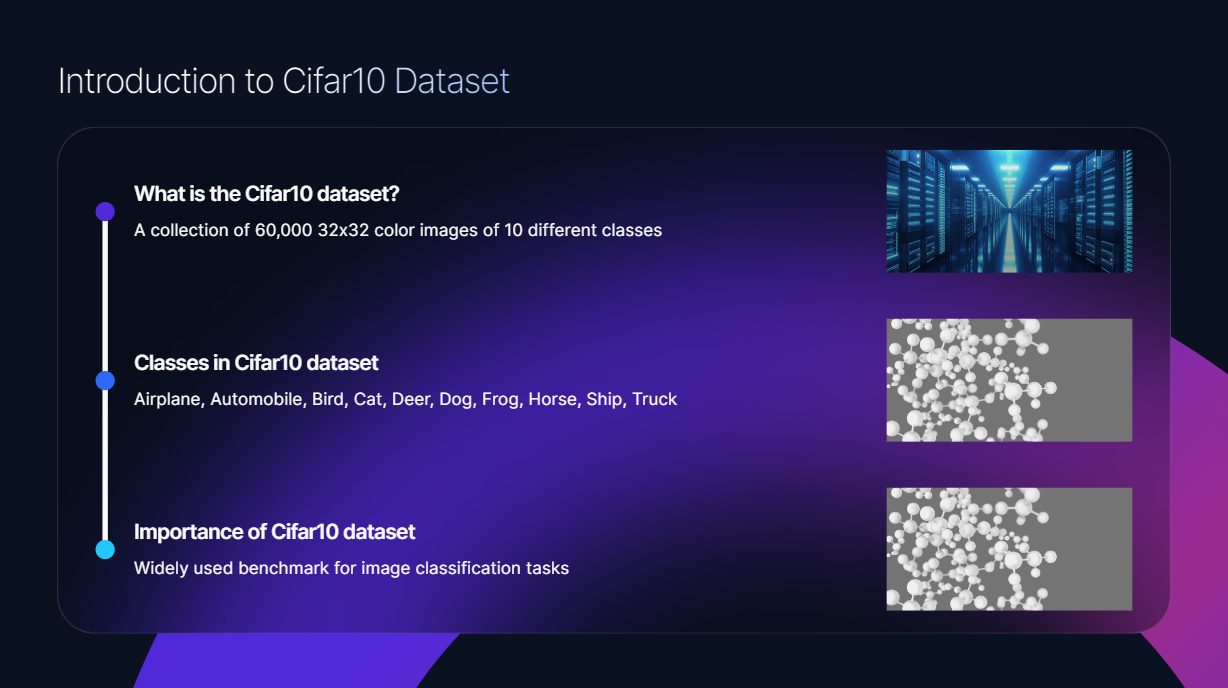 Introduction to Cifar10 Dataset
What is the Cifar10 dataset?
A collection of 60,000 32x32 color images of 10 different classes
Classes in Cifar10 dataset
Airplane, Automobile, Bird, Cat, Deer, Dog, Frog, Horse, Ship, Truck
Importance of Cifar10 dataset
Widely used benchmark for image classification tasks